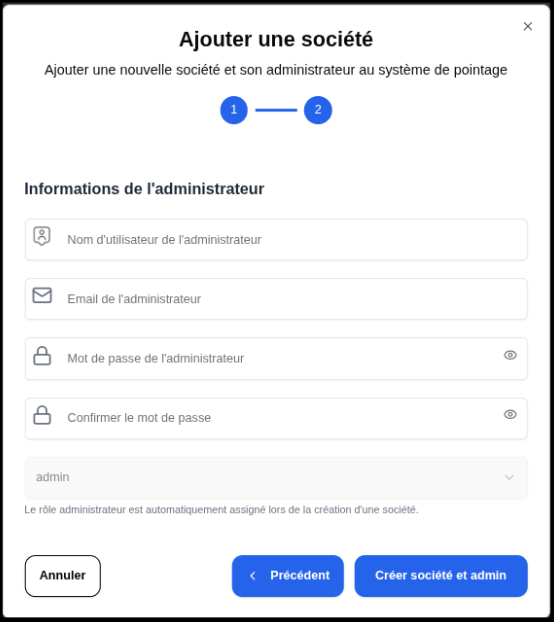 Ajouter une société
Ajouter une nouvelle société et son administrateur au système de pointage
1 2
Informations de l'administrateur
Nom d'utilisateur de l'administrateur
Email de l'administrateur
Mot de passe de l'administrateur
Confirmer le mot de passe
admin
Le rôle administrateur est automatiquement assigné lors de la création d'une société.
Annuler Précédent Créer société et admin